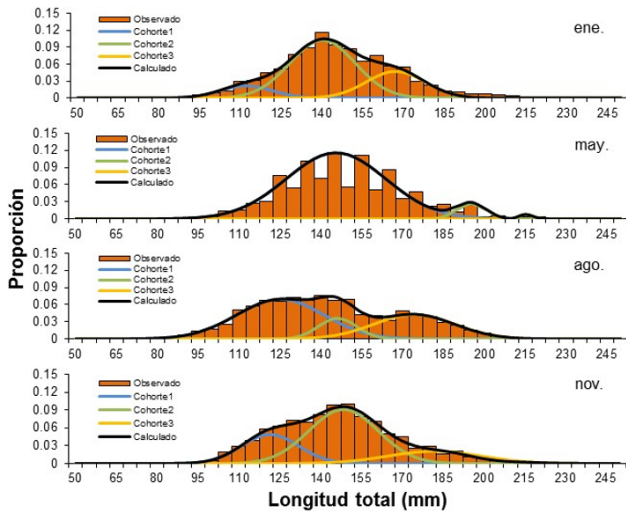 Proporción
0.15
0.12
0.09
0.06
0.03
0
Observado
Cohorte1
Cohorte2
Cohorte3
Calculado
ene.
50 65 80 95 110 125 140 155 170 185 200 215 230 245
0.15
0.12
0.09
0.06
0.03
0
Observado
Cohorte1
Cohorte2
Cohorte3
Calculado
may.
50 65 80 95 110 125 140 155 170 185 200 215 230 245
0.15
0.12
0.09
0.06
0.03
0
Observado
Cohorte1
Cohorte2
Cohorte3
Calculado
ago.
50 65 80 95 110 125 140 155 170 185 200 215 230 245
0.15
0.12
0.09
0.06
0.03
0
Observado
Cohorte1
Cohorte2
Cohorte3
Calculado
nov.
50 65 80 95 110 125 140 155 170 185 200 215 230 245
Longitud total (mm)